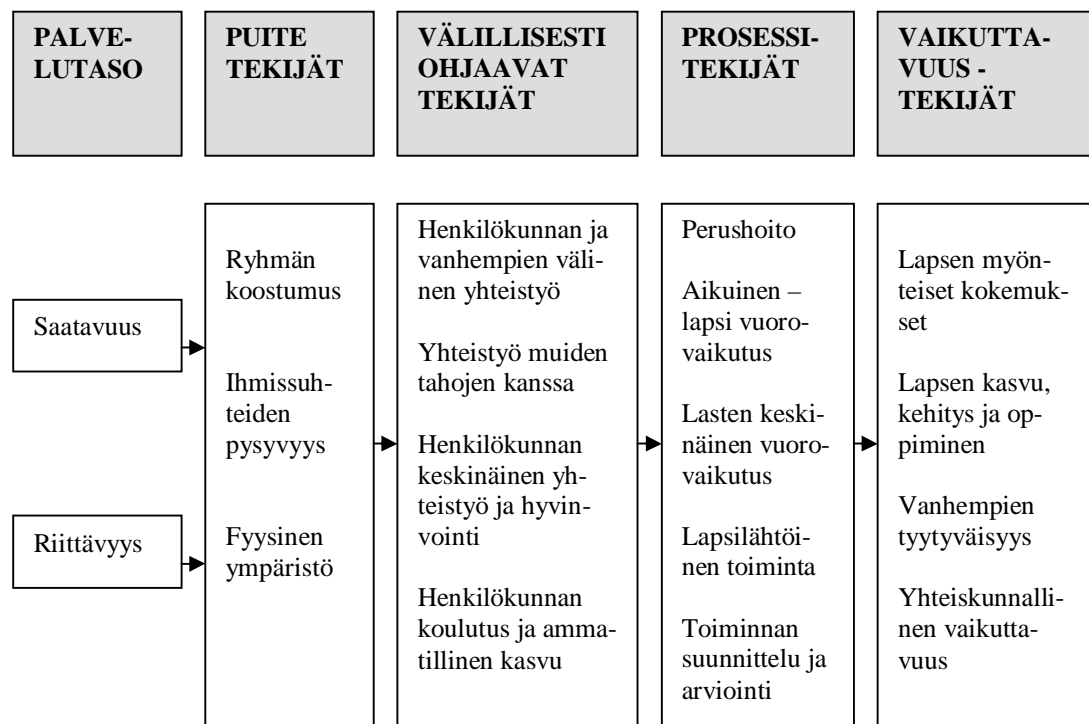 PALVE-
LUTASO
PUITE
TEKIJÄT
VÄLILLISESTI
OHJAAVAT
TEKIJÄT
PROSESSI-
TEKIJÄT
VAIKUTTA-
VUUS -
TEKIJÄT
Saatavuus
Riittävyys
Ryhmän
koostumus
Ihmissuh-
teiden
pysyvyys
Fyysinen
ympäristö
Henkilökunnan ja
vanhempien väli-
nen yhteistyö
Yhteistyö muiden
tahojen kanssa
Henkilökunnan
keskinäinen yh-
teistyö ja hyvin-
vointi
Henkilökunnan
koulutus ja amma-
tillinen kasvu
Perushoito
Aikuinen –
lapsi vuoro-
vaikutus
Lasten keski-
näinen vuoro-
vaikutus
Lapsilähtöi-
nen toiminta
Toiminnan
suunnittelu ja
arviointi
Lapsen myön-
teiset kokemuk-
set
Lapsen kasvu,
kehitys ja op-
piminen
Vanhempien
tyytyväisyys
Yhteiskunnalli-
nen vaikutta-
vuus